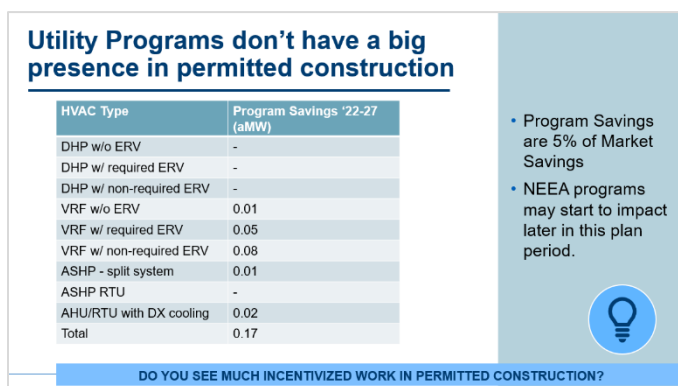 Utility Programs don’t have a big
presence in permitted construction
HVAC Type Program Savings ‘22-27
(aMW)
DHP w/o ERV -
DHP w/ required ERV -
DHP w/ non-required ERV -
VRF w/o ERV 0.01
VRF w/ required ERV 0.05
VRF w/ non-required ERV 0.08
ASHP - split system 0.01
ASHP RTU -
AHU/RTU with DX cooling 0.02
Total 0.17
• Program Savings
are 5% of Market
Savings
• NEEA programs
may start to impact
later in this plan
period.
DO YOU SEE MUCH INCENTIVIZED WORK IN PERMITTED CONSTRUCTION?